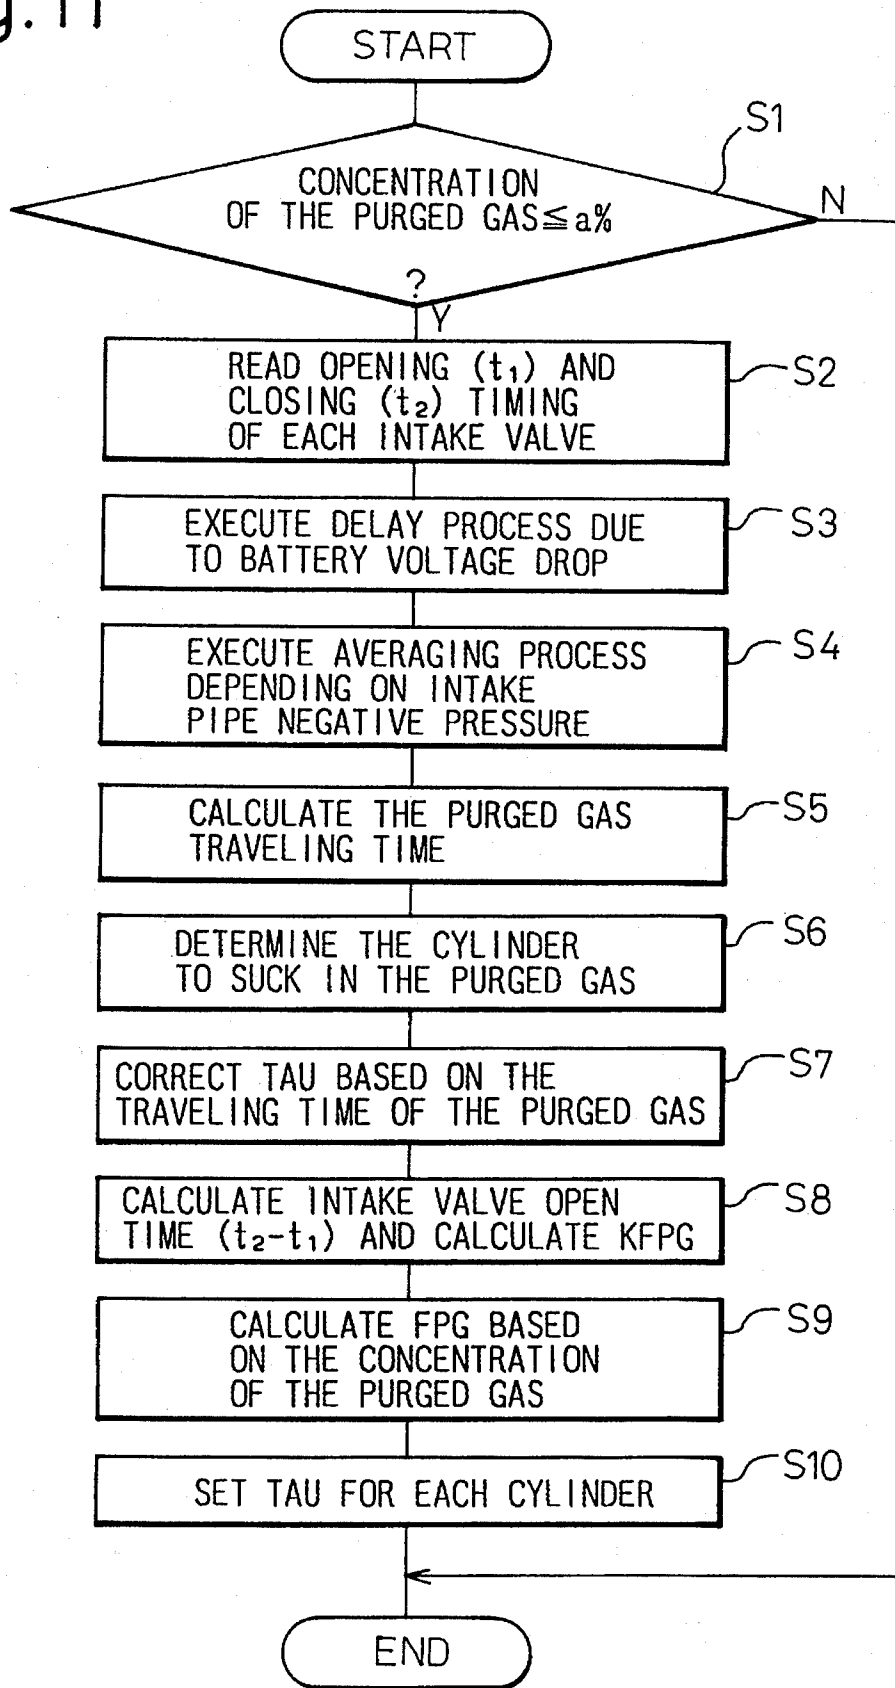 START
S1
CONCENTRATION
OF THE PURGED GAS≦a%
?
N
Y
READ OPENING (t₁) AND
CLOSING (t₂) TIMING
OF EACH INTAKE VALVE
S2
EXECUTE DELAY PROCESS DUE
TO BATTERY VOLTAGE DROP
S3
EXECUTE AVERAGING PROCESS
DEPENDING ON INTAKE
PIPE NEGATIVE PRESSURE
S4
CALCULATE THE PURGED GAS
TRAVELING TIME
S5
DETERMINE THE CYLINDER
TO SUCK IN THE PURGED GAS
S6
CORRECT TAU BASED ON THE
TRAVELING TIME OF THE PURGED GAS
S7
CALCULATE INTAKE VALVE OPEN
TIME (t₂-t₁) AND CALCULATE KFPG
S8
CALCULATE FPG BASED
ON THE CONCENTRATION
OF THE PURGED GAS
S9
SET TAU FOR EACH CYLINDER
S10
END